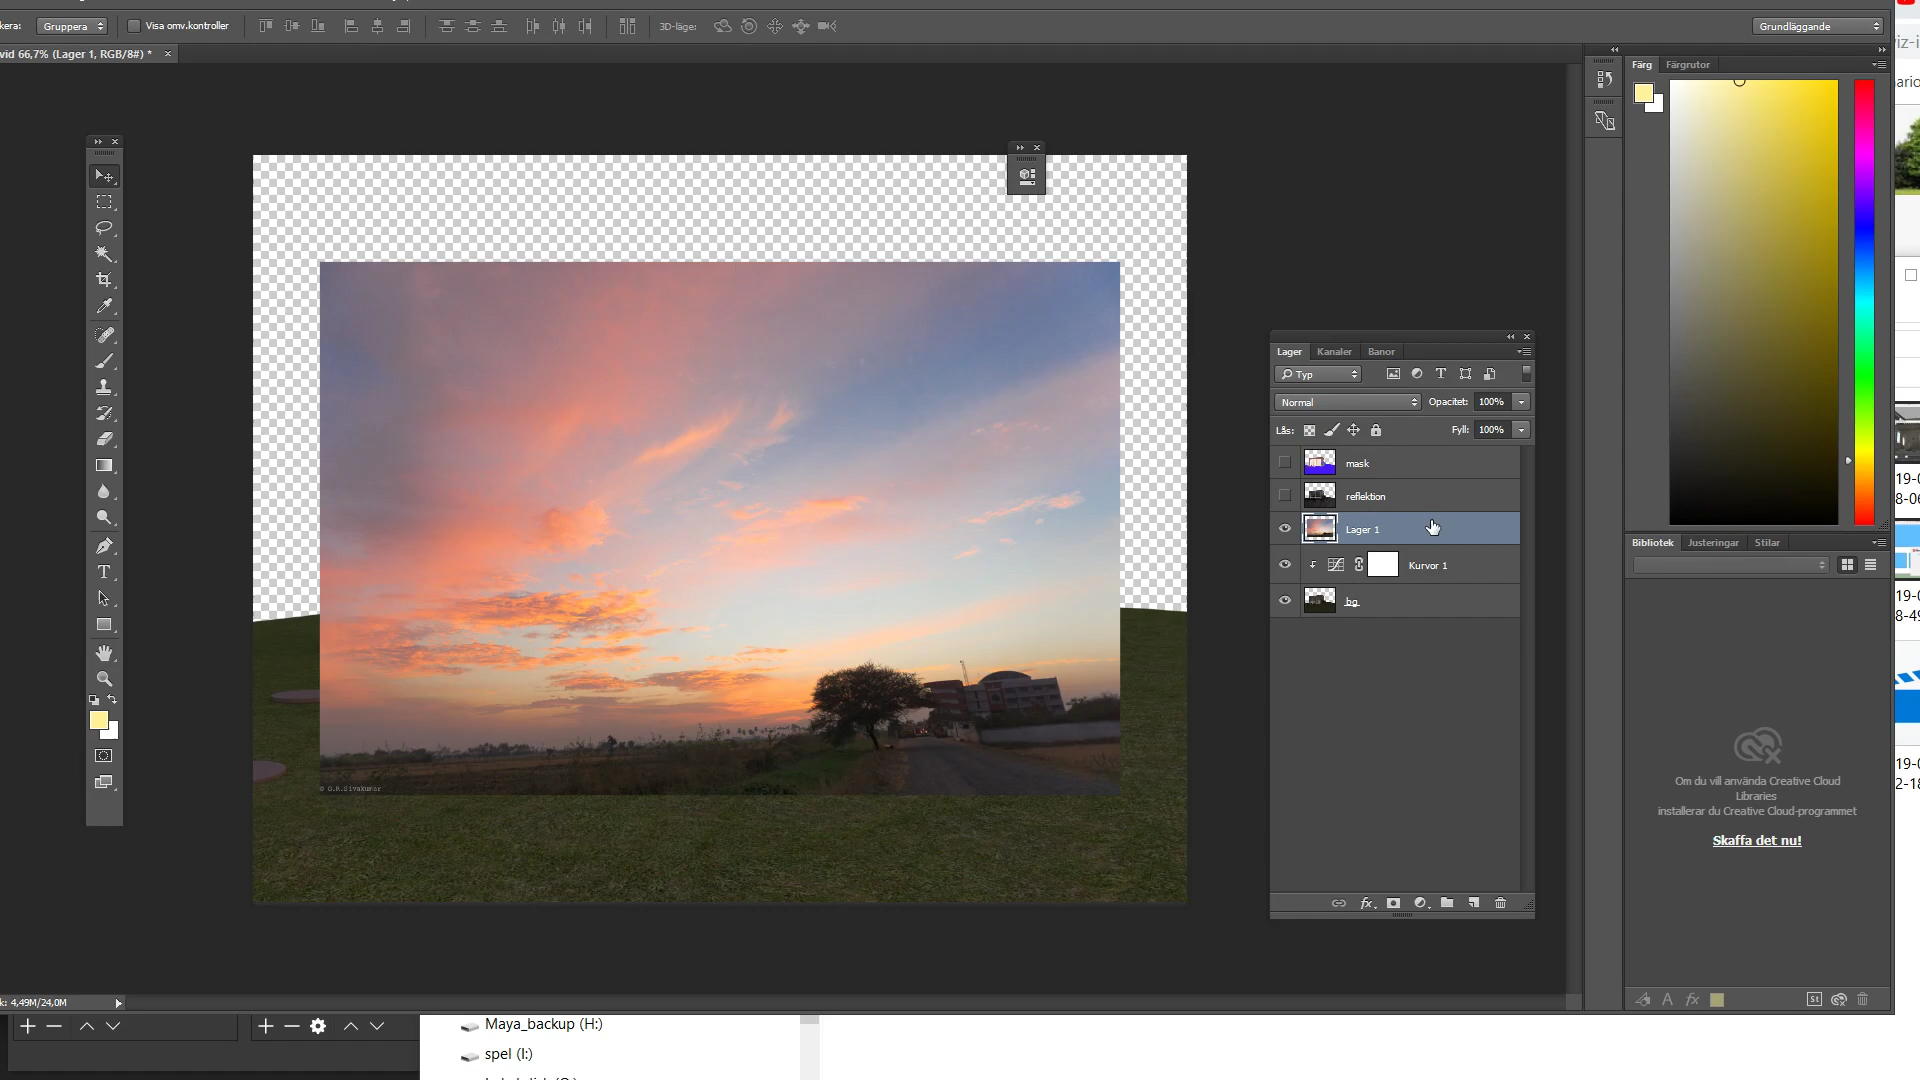 kera:
Gruppera
Visa omv.kontroller
3D-läge:
Grundläggande
vid 66,7% (Lager 1, RGB/8#) *
Färg
Färgrutor
Lager
Kanaler
Banor
Typ
Normal
Opacitet:
100%
Lås:
Fyll:
100%
mask
reflektion
Lager 1
Kurvor 1
bg
Bibliotek
Justeringar
Stilar
Om du vill använda Creative Cloud
Libraries
installerar du Creative Cloud-programmet
Skaffa det nu!
© G.R.Sivakumar
k: 4,49M/24,0M
Maya_backup (H:)
spel (I:)
viz-i
ario
19-0
8-06
19-0
8-49
19-0
2-18
St